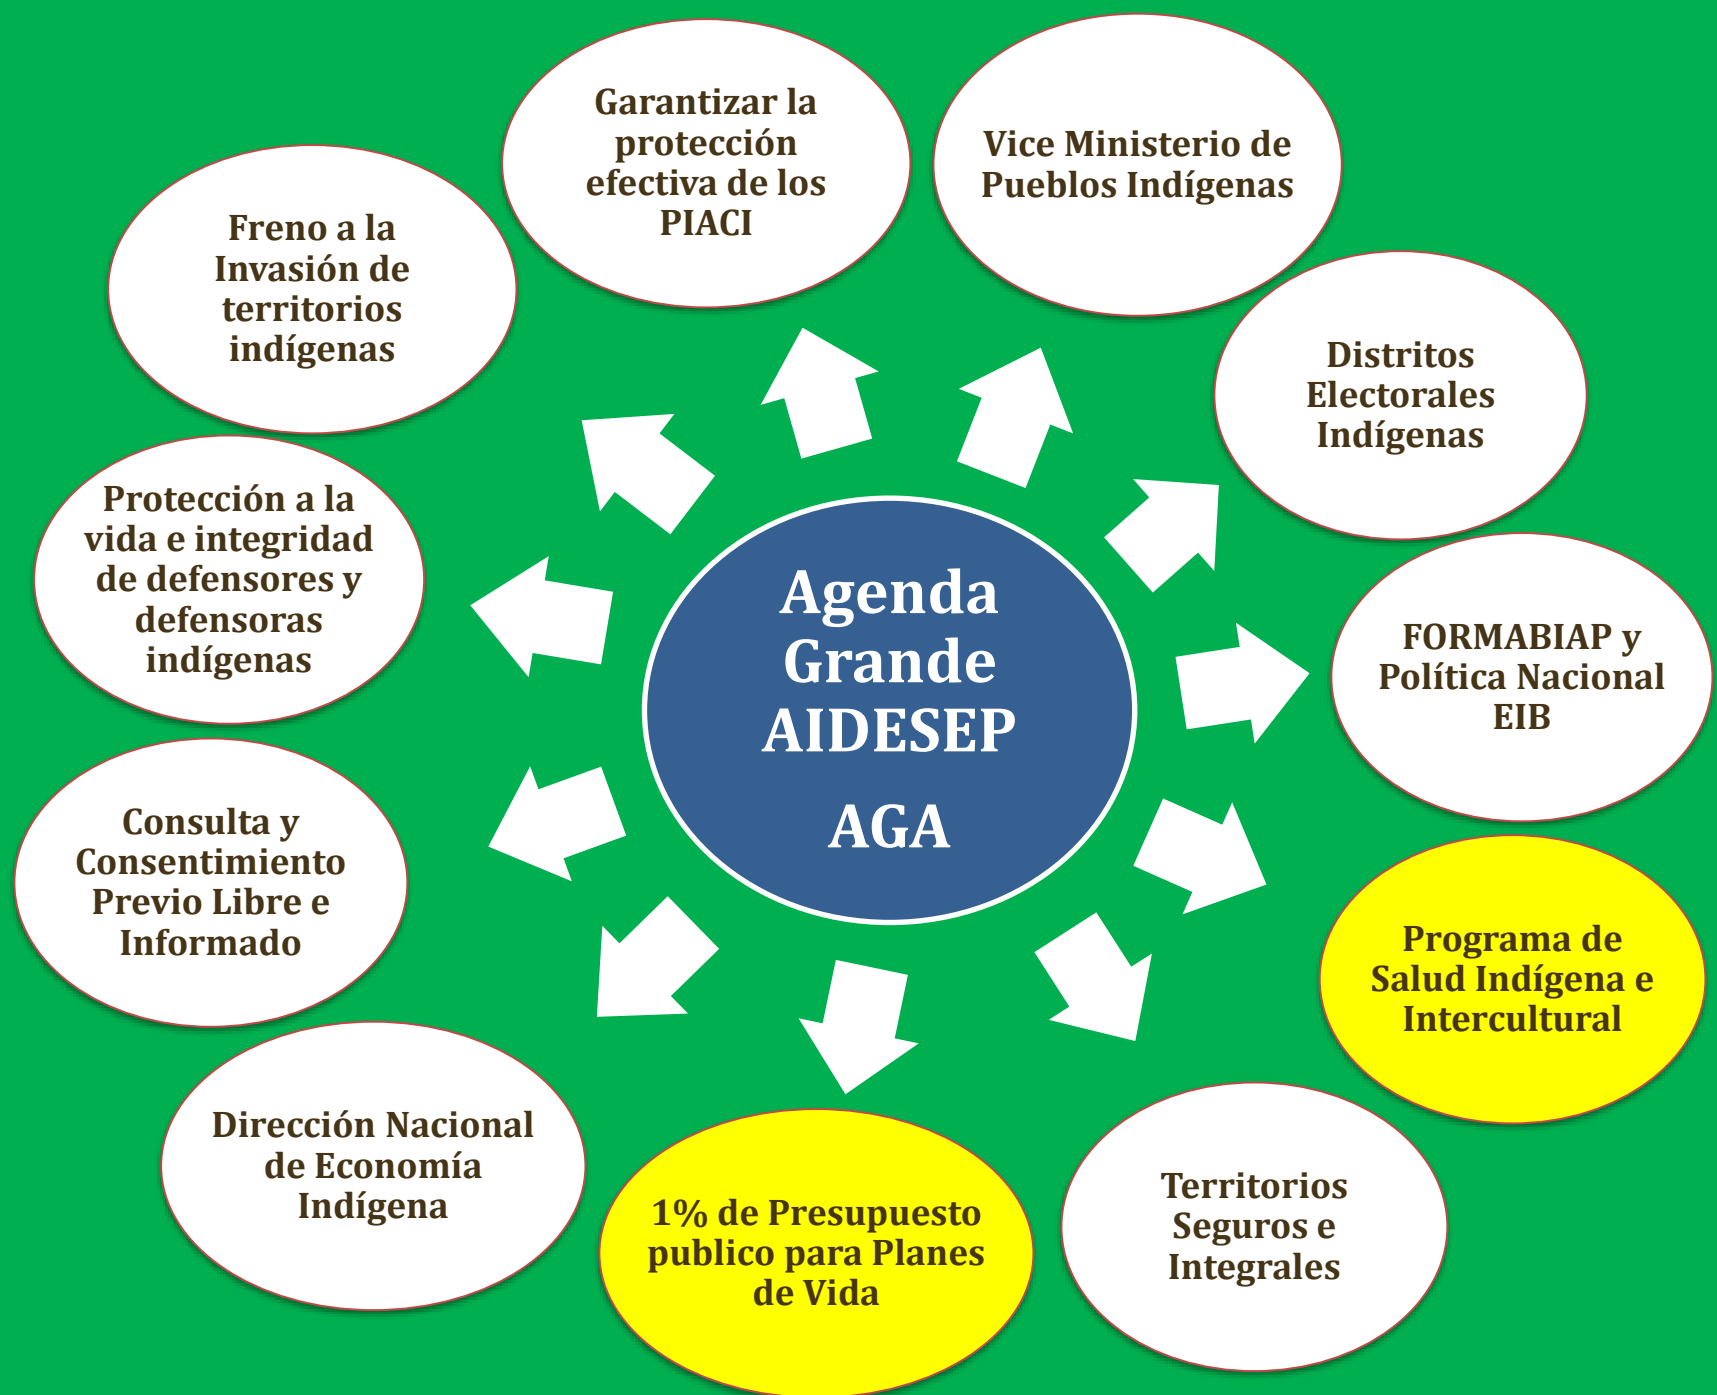 Agenda
Grande
AIDESEP
AGA
Garantizar la
protección
efectiva de los
PIACI
Vice Ministerio de
Pueblos Indígenas
Distritos
Electorales
Indígenas
FORMABIAP y
Política Nacional
EIB
Programa de
Salud Indígena e
Intercultural
Territorios
Seguros e
Integrales
1% de Presupuesto
publico para Planes
de Vida
Dirección Nacional
de Economía
Indígena
Consulta y
Consentimiento
Previo Libre e
Informado
Protección a la
vida e integridad
de defensores y
defensoras
indígenas
Freno a la
Invasión de
territorios
indígenas